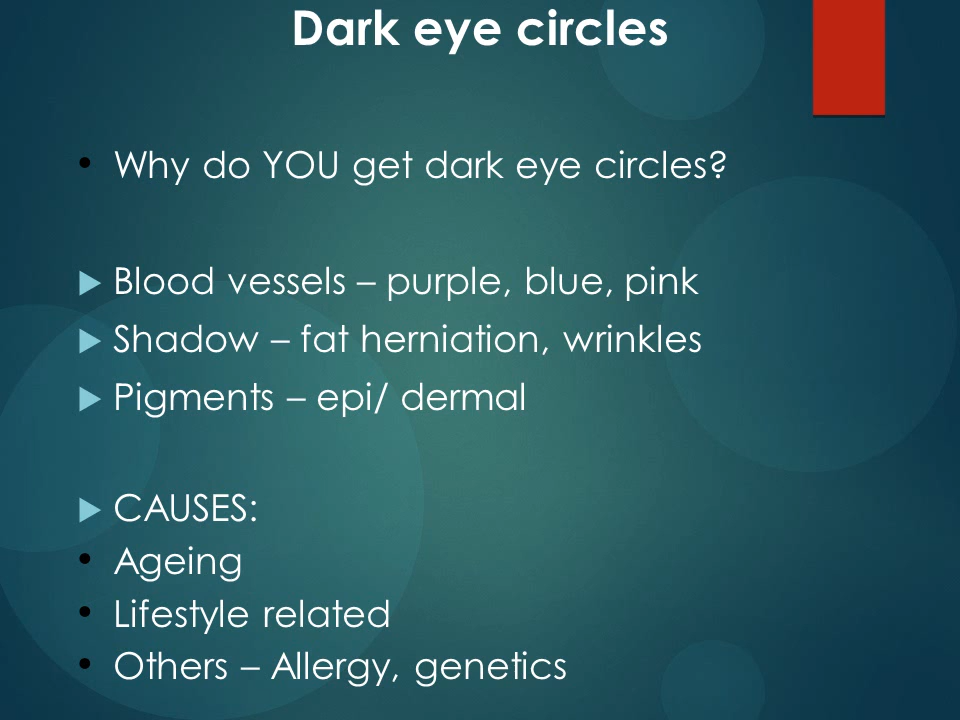 Dark eye circles
• Why do YOU get dark eye circles?
▶ Blood vessels – purple, blue, pink
▶ Shadow – fat herniation, wrinkles
▶ Pigments – epi/ dermal
▶ CAUSES:
• Ageing
• Lifestyle related
• Others – Allergy, genetics